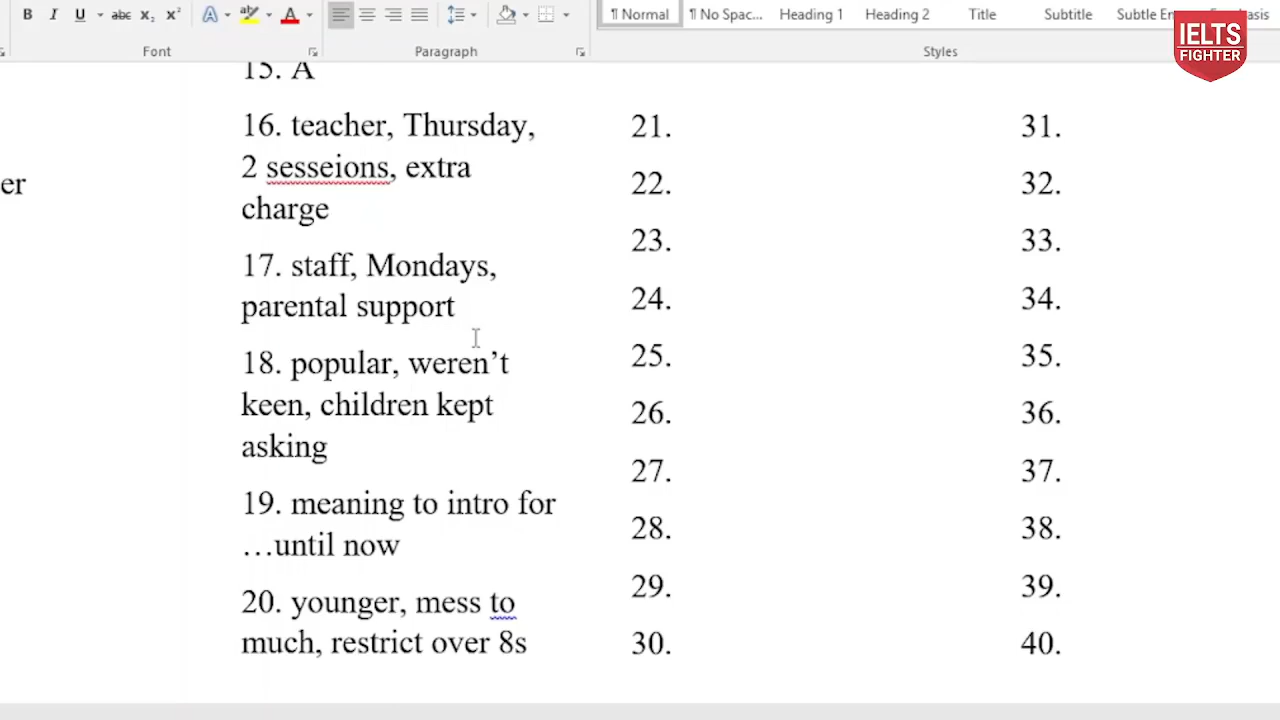 B I U abc x₂ x² A ab A
¶ Normal ¶ No Spac... Heading 1 Heading 2 Title Subtitle Subtle Em
IELTS
FIGHTER
Font Paragraph Styles
15. A
16. teacher, Thursday,
2 sesseions, extra
charge
17. staff, Mondays,
parental support
18. popular, weren’t
keen, children kept
asking
19. meaning to intro for
…until now
20. younger, mess to
much, restrict over 8s
er
21.
22.
23.
24.
25.
26.
27.
28.
29.
30.
31.
32.
33.
34.
35.
36.
37.
38.
39.
40.